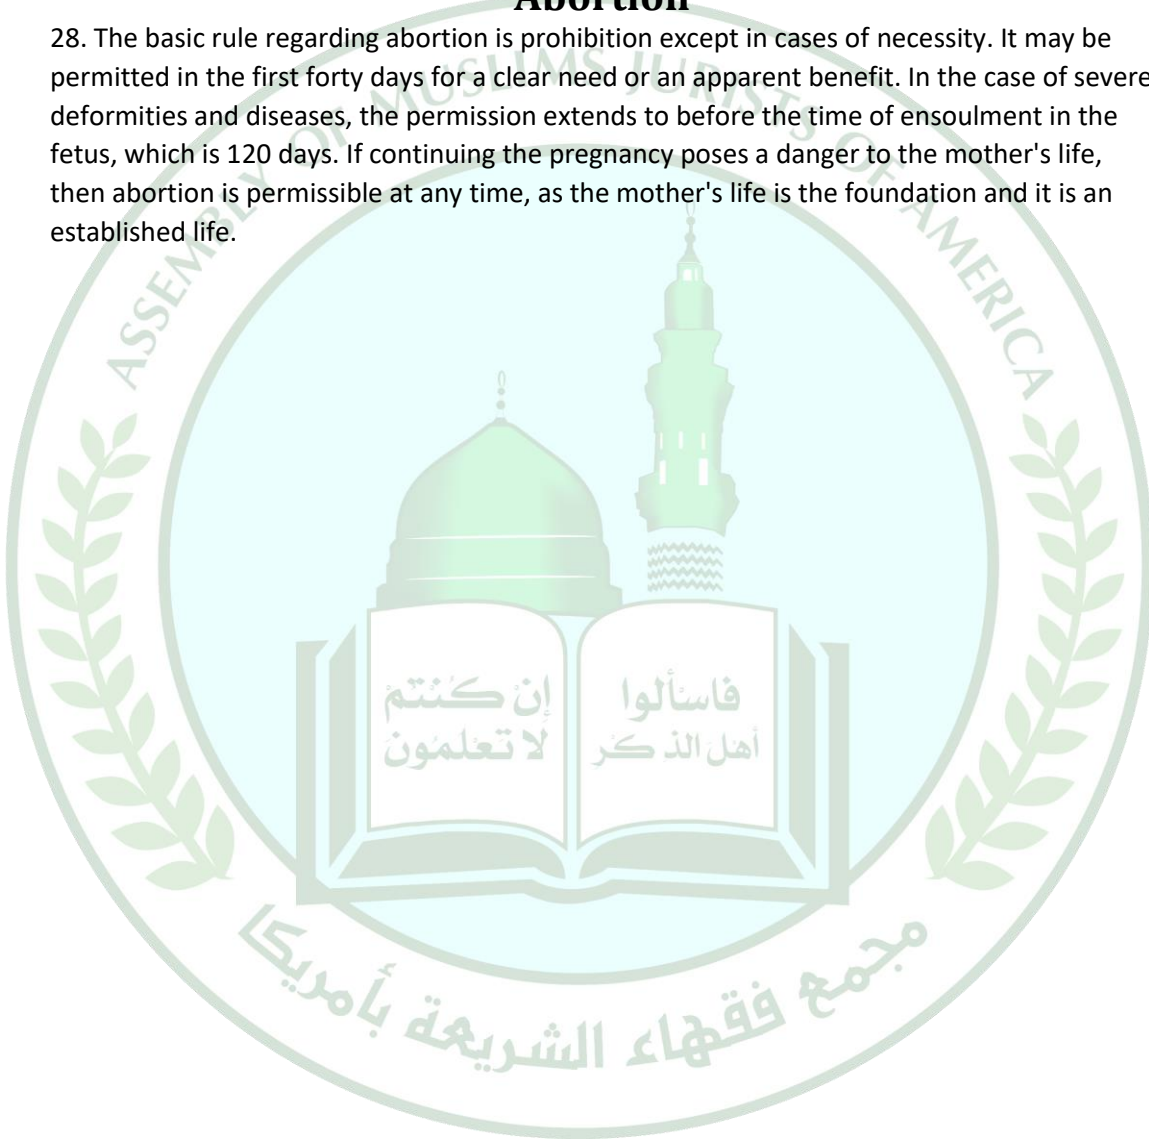 Abortion
28. The basic rule regarding abortion is prohibition except in cases of necessity. It may be
permitted in the first forty days for a clear need or an apparent benefit. In the case of severe
deformities and diseases, the permission extends to before the time of ensoulment in the
fetus, which is 120 days. If continuing the pregnancy poses a danger to the mother's life,
then abortion is permissible at any time, as the mother's life is the foundation and it is an
established life.
ASSEMBLY OF MUSLIMS JURISTS OF AMERICA
فاسئألوا
أهل الذكر
إن كنتم
لا تعلمون
مجمع فقهاء الشريعة بأمريكا